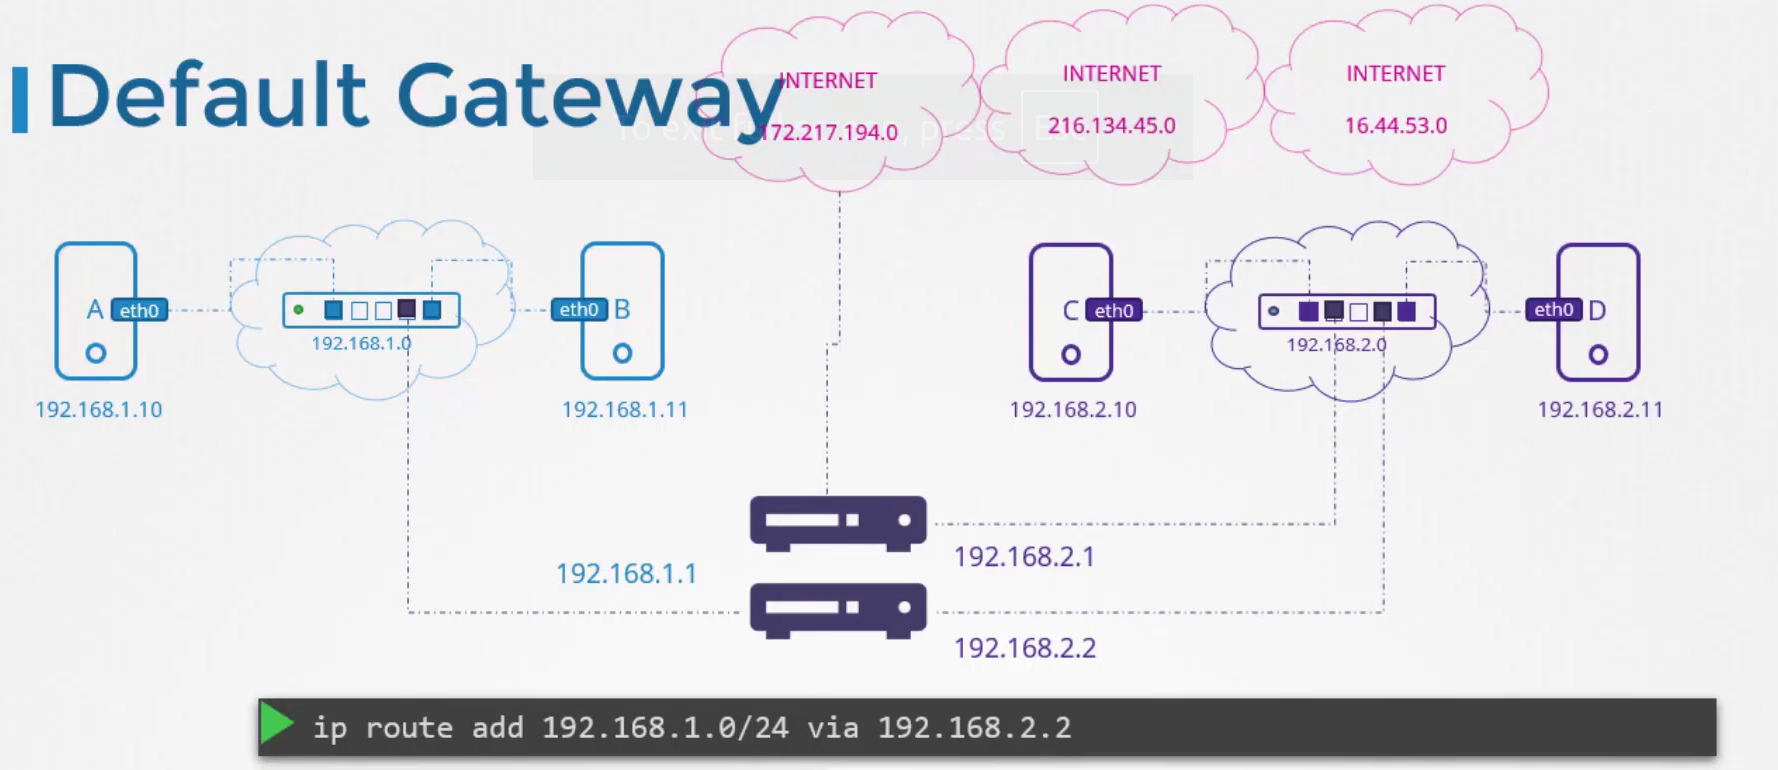 Default Gateway
INTERNET
172.217.194.0
INTERNET
216.134.45.0
INTERNET
16.44.53.0
To exit full screen, press Esc
A
eth0
192.168.1.0
eth0
B
192.168.1.10
192.168.1.11
C
eth0
192.168.2.0
eth0
D
192.168.2.10
192.168.2.11
192.168.1.1
192.168.2.1
192.168.2.2
ip route add 192.168.1.0/24 via 192.168.2.2